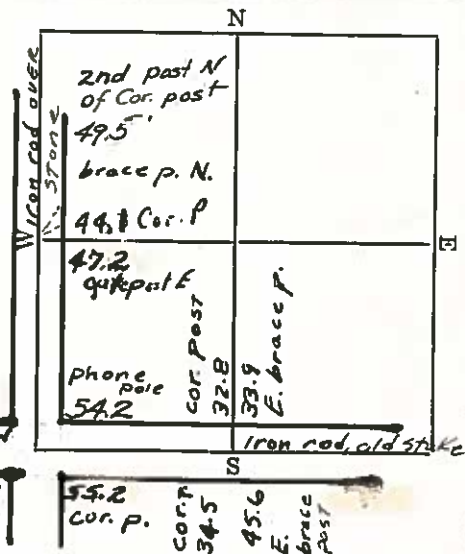 N
2nd post N
of Cor. post
49.5'
brace p. N.
44.1 Cor. P
Iron rod OVER
STONE
W
E
47.2
gatepost E
phone
pole
54.2
cor. post
32.8
33.9
E. brace p.
Iron rod, old stake
S
55.2
cor. p.
cor. p.
34.5
45.6
E.
brace
post